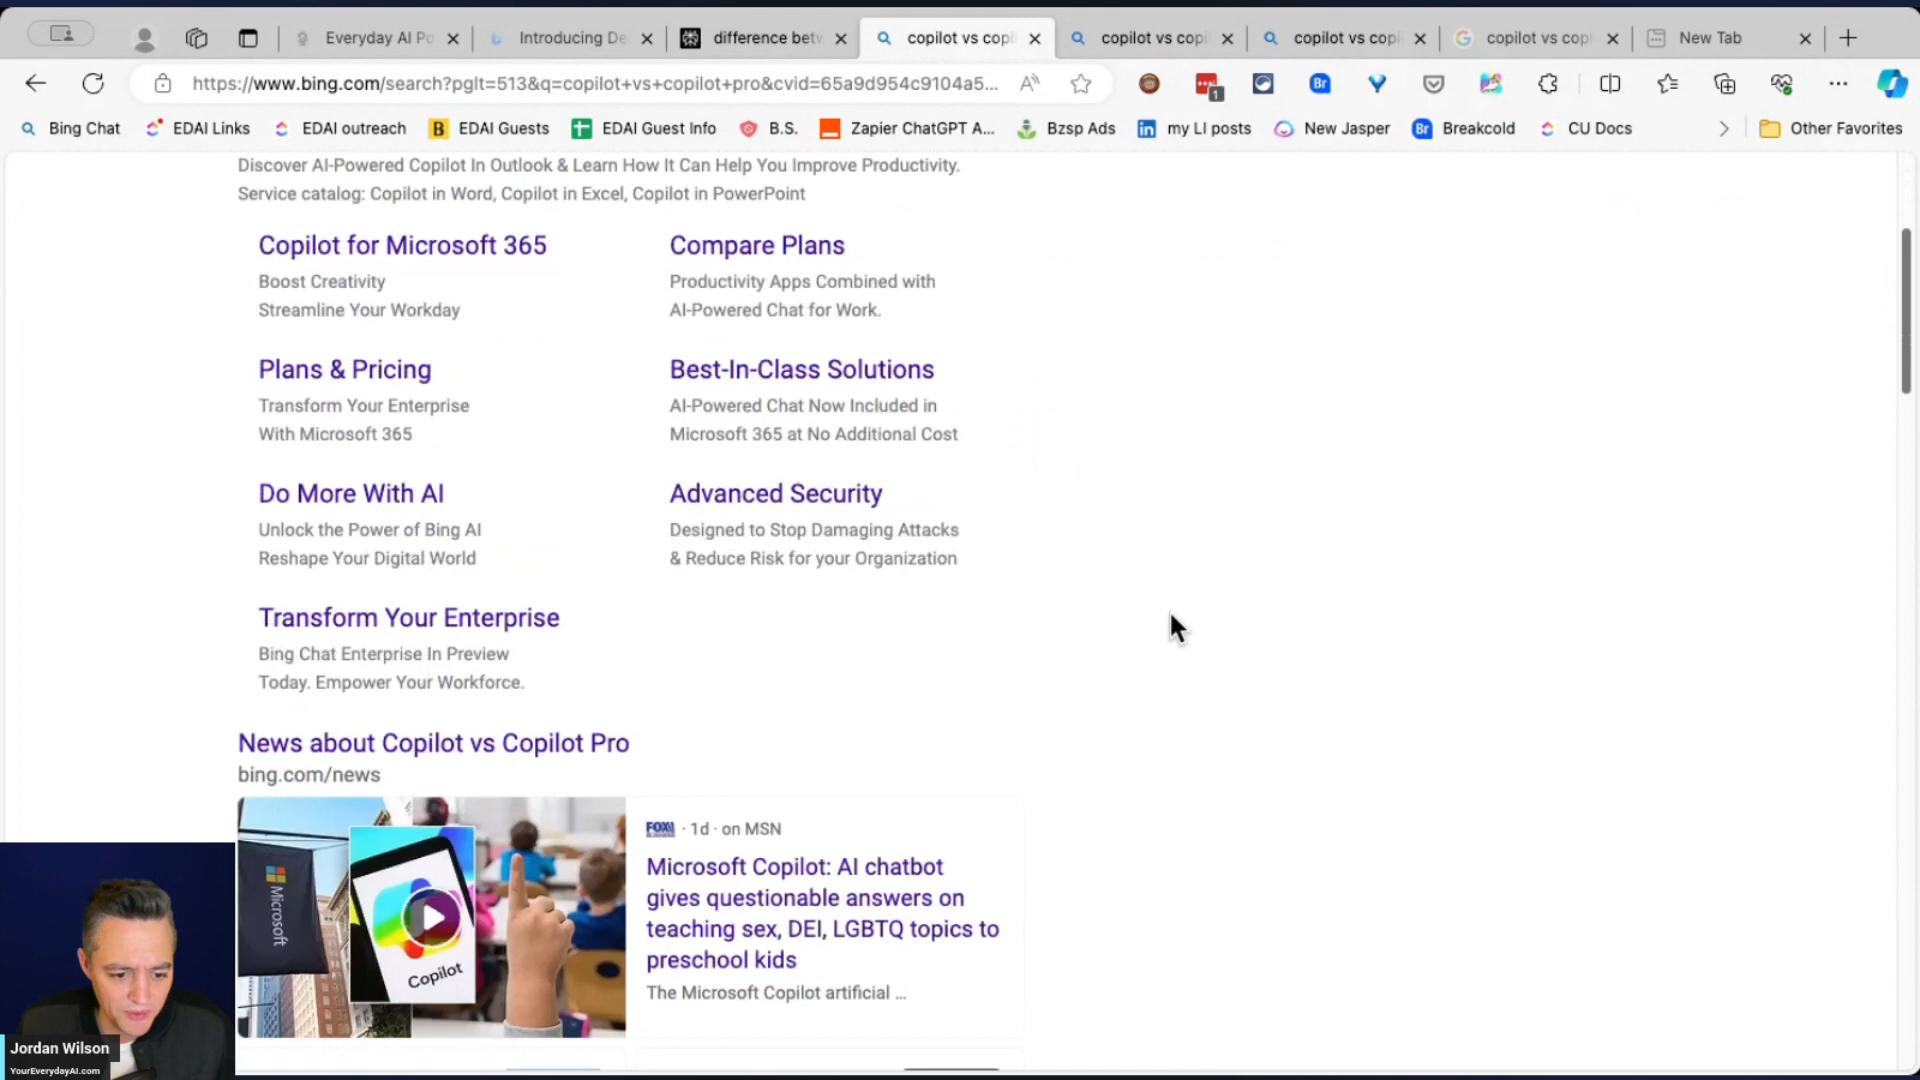 Everyday AI Po
Introducing De
difference betw
copilot vs copi
copilot vs copi
copilot vs copi
copilot vs cop
New Tab
https://www.bing.com/search?pglt=513&q=copilot+vs+copilot+pro&cvid=65a9d954c9104a5...
1
Bing Chat
EDAI Links
EDAI outreach
EDAI Guests
EDAI Guest Info
B.S.
Zapier ChatGPT A...
Bzsp Ads
my LI posts
New Jasper
Breakcold
CU Docs
Other Favorites
Discover AI-Powered Copilot In Outlook & Learn How It Can Help You Improve Productivity.
Service catalog: Copilot in Word, Copilot in Excel, Copilot in PowerPoint
Copilot for Microsoft 365
Boost Creativity
Streamline Your Workday
Compare Plans
Productivity Apps Combined with
AI-Powered Chat for Work.
Plans & Pricing
Transform Your Enterprise
With Microsoft 365
Best-In-Class Solutions
AI-Powered Chat Now Included in
Microsoft 365 at No Additional Cost
Do More With AI
Unlock the Power of Bing AI
Reshape Your Digital World
Advanced Security
Designed to Stop Damaging Attacks
& Reduce Risk for your Organization
Transform Your Enterprise
Bing Chat Enterprise In Preview
Today. Empower Your Workforce.
News about Copilot vs Copilot Pro
bing.com/news
Microsoft
Copilot
FOX · 1d · on MSN
Microsoft Copilot: AI chatbot
gives questionable answers on
teaching sex, DEI, LGBTQ topics to
preschool kids
The Microsoft Copilot artificial ...
Jordan Wilson
YourEverydayAI.com